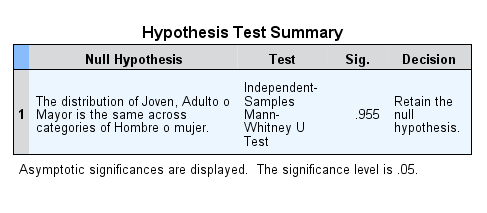 Hypothesis Test Summary
Null Hypothesis Test Sig. Decision
1 The distribution of Joven, Adulto o Mayor is the same across categories of Hombre o mujer. Independent-Samples Mann-Whitney U Test .955 Retain the null hypothesis.
Asymptotic significances are displayed. The significance level is .05.